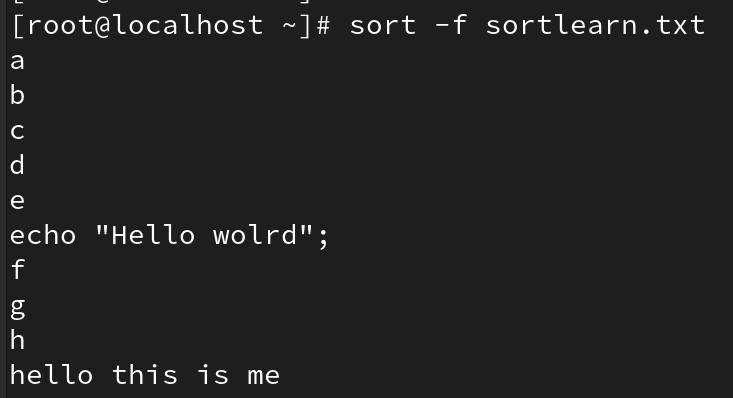 [root@localhost ~]# sort -f sortlearn.txt
a
b
c
d
e
echo "Hello wolrd";
f
g
h
hello this is me